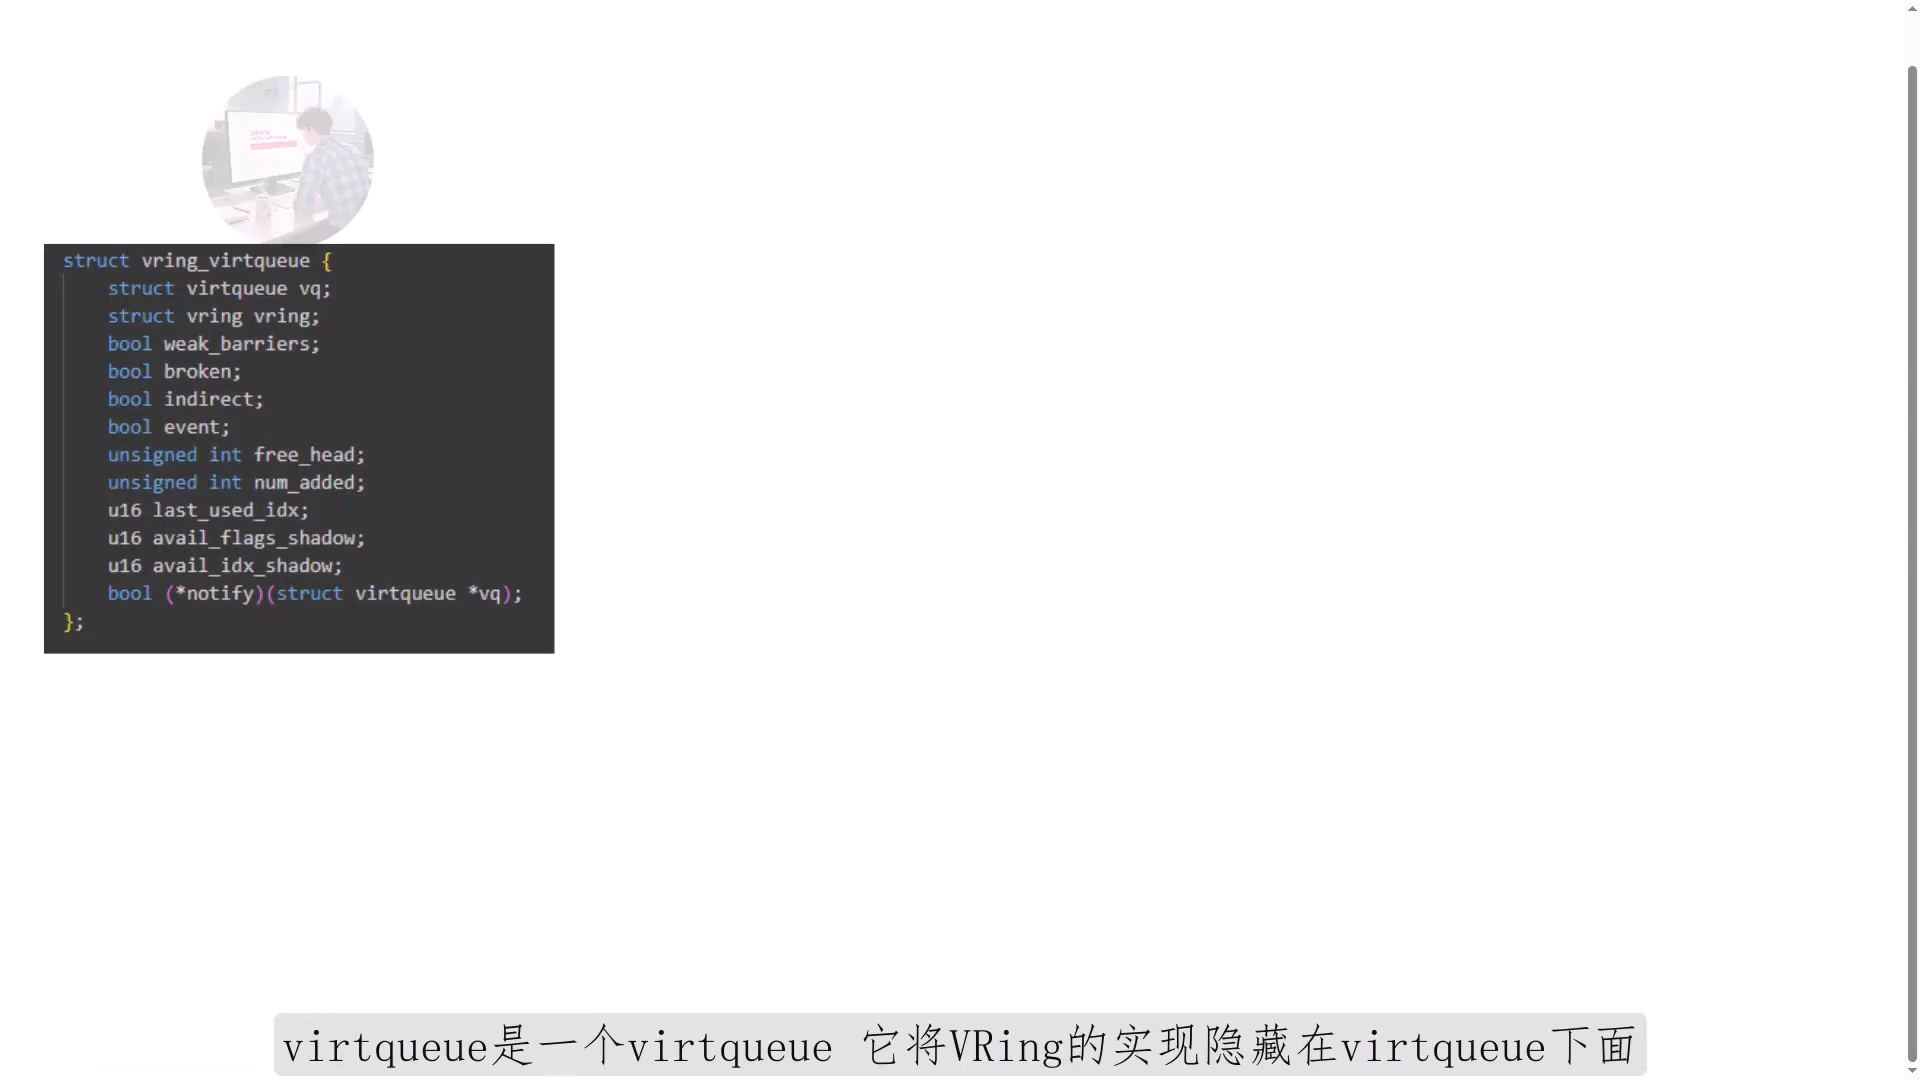 struct vring_virtqueue {
    struct virtqueue vq;
    struct vring vring;
    bool weak_barriers;
    bool broken;
    bool indirect;
    bool event;
    unsigned int free_head;
    unsigned int num_added;
    u16 last_used_idx;
    u16 avail_flags_shadow;
    u16 avail_idx_shadow;
    bool (*notify)(struct virtqueue *vq);
};
virtqueue是一个virtqueue 它将VRing的实现隐藏在virtqueue下面